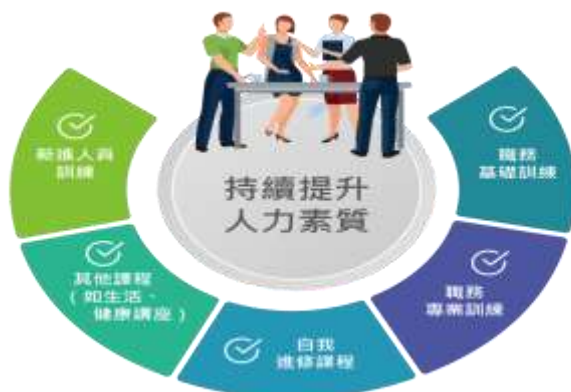 持續提升
人力素質
新進人員
訓練
其他課程
(如生活、
健康講座)
自我
進修課程
職務
專業訓練
職務
基礎訓練